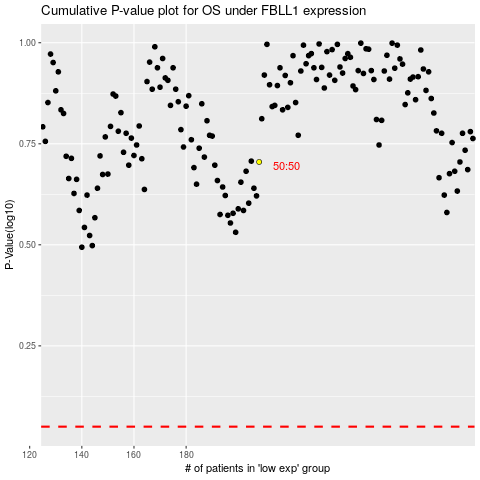 Cumulative P-value plot for OS under FBLL1 expression
P-Value(log10)
1.00
0.75
0.50
0.25
50:50
120 140 160 180
# of patients in 'low exp' group